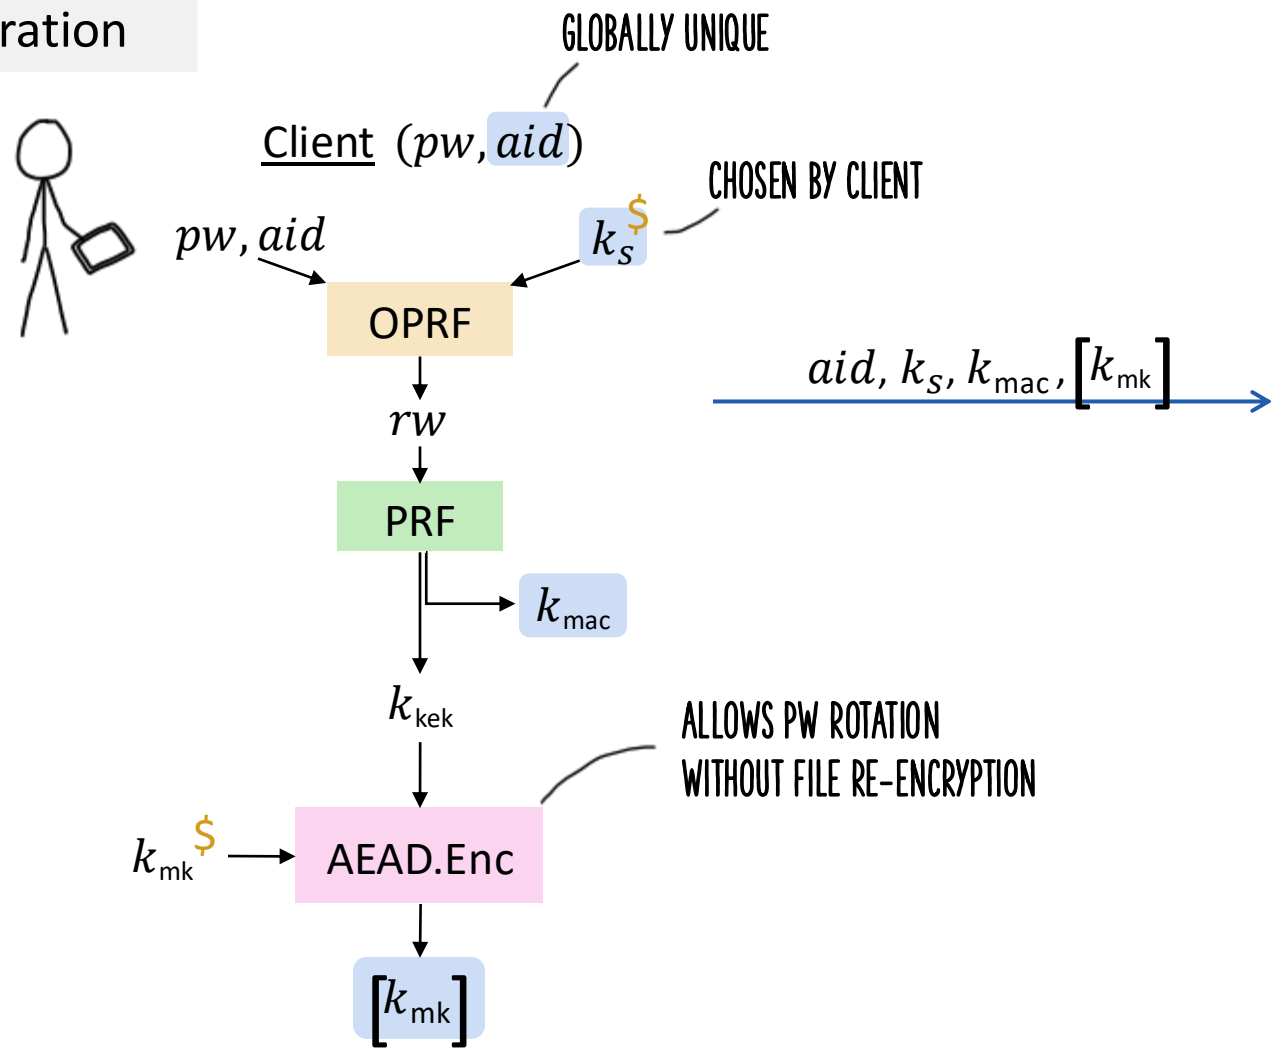 ration
GLOBALLY UNIQUE
Client (pw, aid)
CHOSEN BY CLIENT
pw, aid
k_s $
OPRF
aid, k_s, k_mac, [k_mk]
rw
PRF
k_mac
k_kek
ALLOWS PW ROTATION
WITHOUT FILE RE-ENCRYPTION
k_mk $
AEAD.Enc
[k_mk]